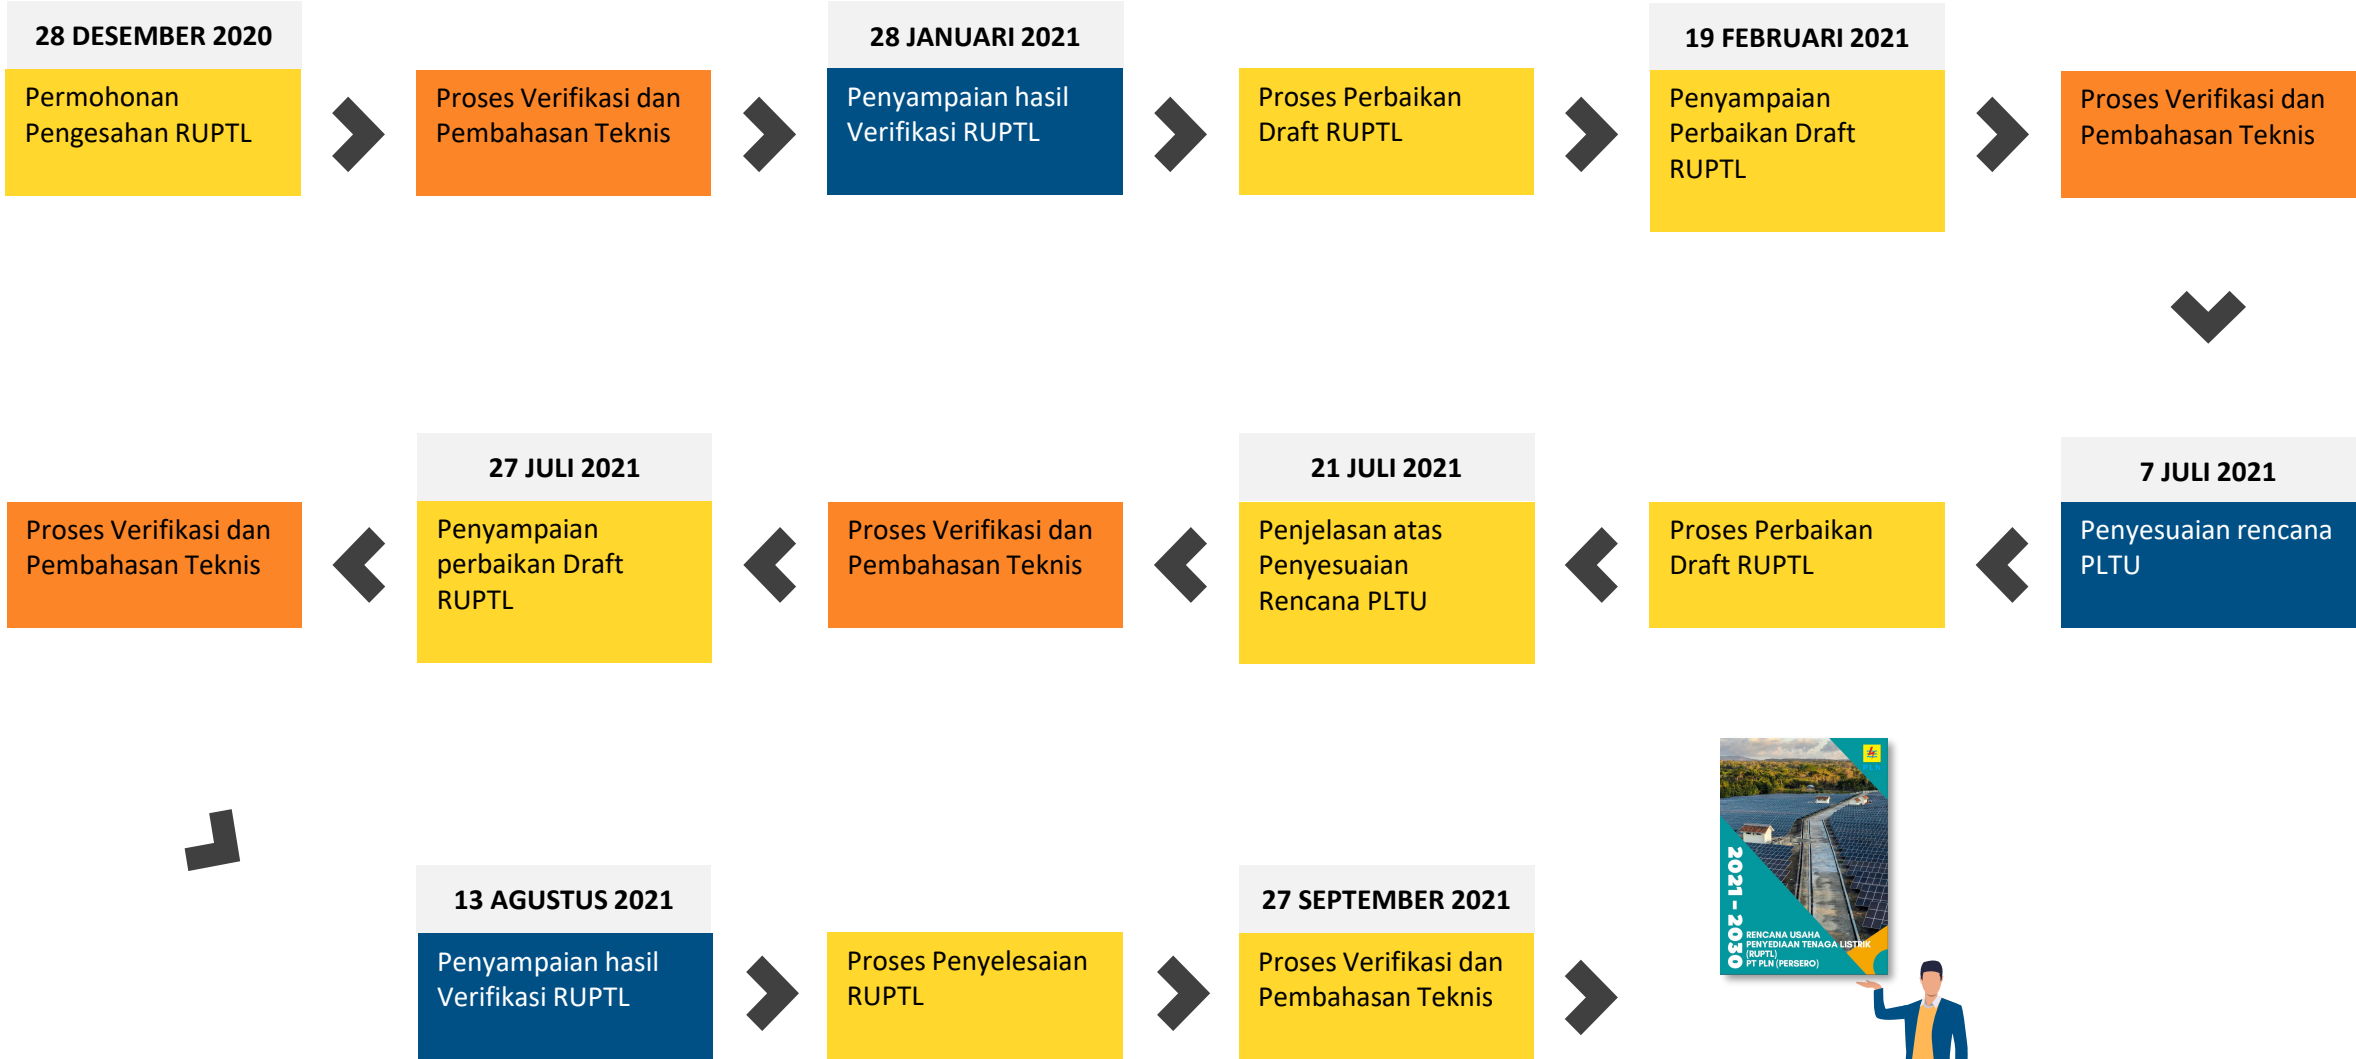 28 DESEMBER 2020
Permohonan
Pengesahan RUPTL
Proses Verifikasi dan
Pembahasan Teknis
28 JANUARI 2021
Penyampaian hasil
Verifikasi RUPTL
Proses Perbaikan
Draft RUPTL
19 FEBRUARI 2021
Penyampaian
Perbaikan Draft
RUPTL
Proses Verifikasi dan
Pembahasan Teknis
7 JULI 2021
Penyesuaian rencana
PLTU
Proses Perbaikan
Draft RUPTL
21 JULI 2021
Penjelasan atas
Penyesuaian
Rencana PLTU
Proses Verifikasi dan
Pembahasan Teknis
27 JULI 2021
Penyampaian
perbaikan Draft
RUPTL
Proses Verifikasi dan
Pembahasan Teknis
13 AGUSTUS 2021
Penyampaian hasil
Verifikasi RUPTL
Proses Penyelesaian
RUPTL
27 SEPTEMBER 2021
Proses Verifikasi dan
Pembahasan Teknis
PLN
2021 - 2030
RENCANA USAHA
PENYEDIAAN TENAGA LISTRIK
(RUPTL)
PT PLN (PERSERO)